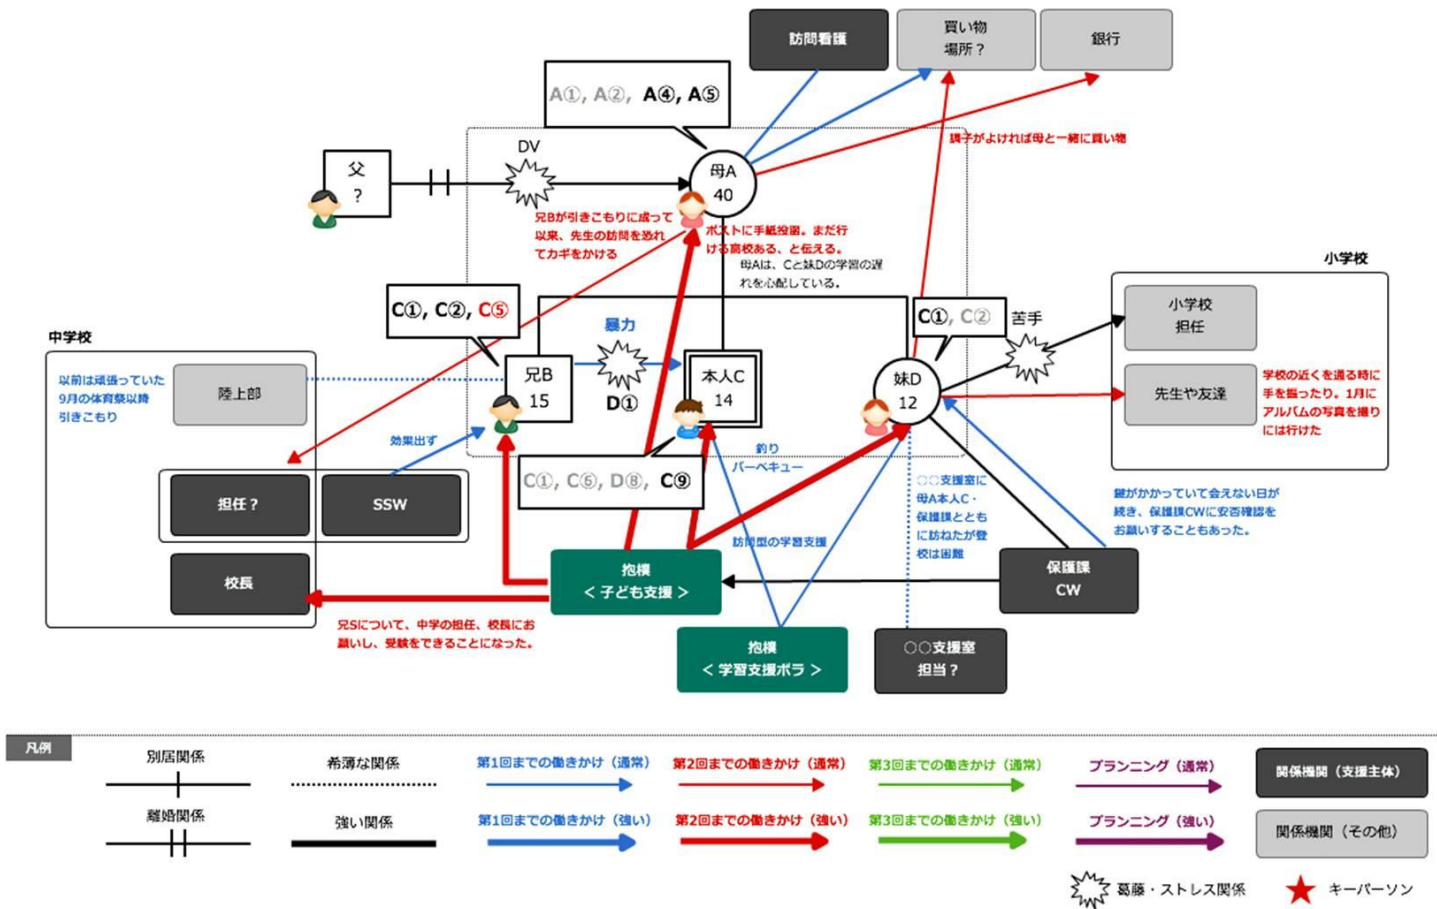 訪問看護
買い物
場所？
銀行
A①, A②, A④, A⑤
調子がよければ母と一緒に買い物
DV
父
？
母A
40
兄Bが引きこもりに成って
以来、先生の訪問を恐れ
てカギをかける
ポストに手紙投函。まだ行
ける高校ある、と伝える。
母Aは、Cと妹Dの学習の遅
れを心配している。
小学校
C①, C②, C⑤
C①, C②
苦手
小学校
担任
中学校
暴力
以前は頑張っていた
9月の体育祭以降
引きこもり
陸上部
兄B
15
D①
本人C
14
妹D
12
先生や友達
学校の近くを通る時に
手を振ったり。1月に
アルバムの写真を撮り
には行けた
効果出ず
釣り
バーベキュー
C①, C⑥, D⑧, C⑨
担任？
SSW
○○支援室に
母A本人C・
保護課ととも
に訪ねたが登
校は困難
鍵がかかっていて会えない日が
続き、保護課CWに安否確認を
お願いすることもあった。
訪問型の学習支援
校長
抱樸
＜ 子ども支援 ＞
保護課
CW
兄Sについて、中学の担任、校長にお
願いし、受験をできることになった。
抱樸
＜ 学習支援ボラ ＞
○○支援室
担当？
凡例
別居関係
希薄な関係
第1回までの働きかけ（通常）
第2回までの働きかけ（通常）
第3回までの働きかけ（通常）
プランニング（通常）
関係機関（支援主体）
離婚関係
強い関係
第1回までの働きかけ（強い）
第2回までの働きかけ（強い）
第3回までの働きかけ（強い）
プランニング（強い）
関係機関（その他）
葛藤・ストレス関係
キーパーソン